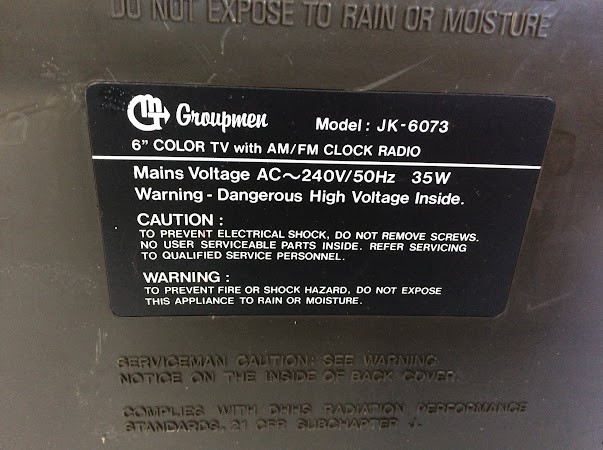 DO NOT EXPOSE TO RAIN OR MOISTURE
Groupmen Model: JK-6073
6" COLOR TV with AM/FM CLOCK RADIO
Mains Voltage AC～240V/50Hz 35W
Warning - Dangerous High Voltage Inside.
CAUTION :
TO PREVENT ELECTRICAL SHOCK, DO NOT REMOVE SCREWS.
NO USER SERVICEABLE PARTS INSIDE. REFER SERVICING
TO QUALIFIED SERVICE PERSONNEL.
WARNING :
TO PREVENT FIRE OR SHOCK HAZARD, DO NOT EXPOSE
THIS APPLIANCE TO RAIN OR MOISTURE.
SERVICEMAN CAUTION: SEE WARNING
NOTICE ON THE INSIDE OF BACK COVER.
COMPLIES WITH DHHS RADIATION PERFORMANCE
STANDARDS, 21 CFR SUBCHAPTER J.